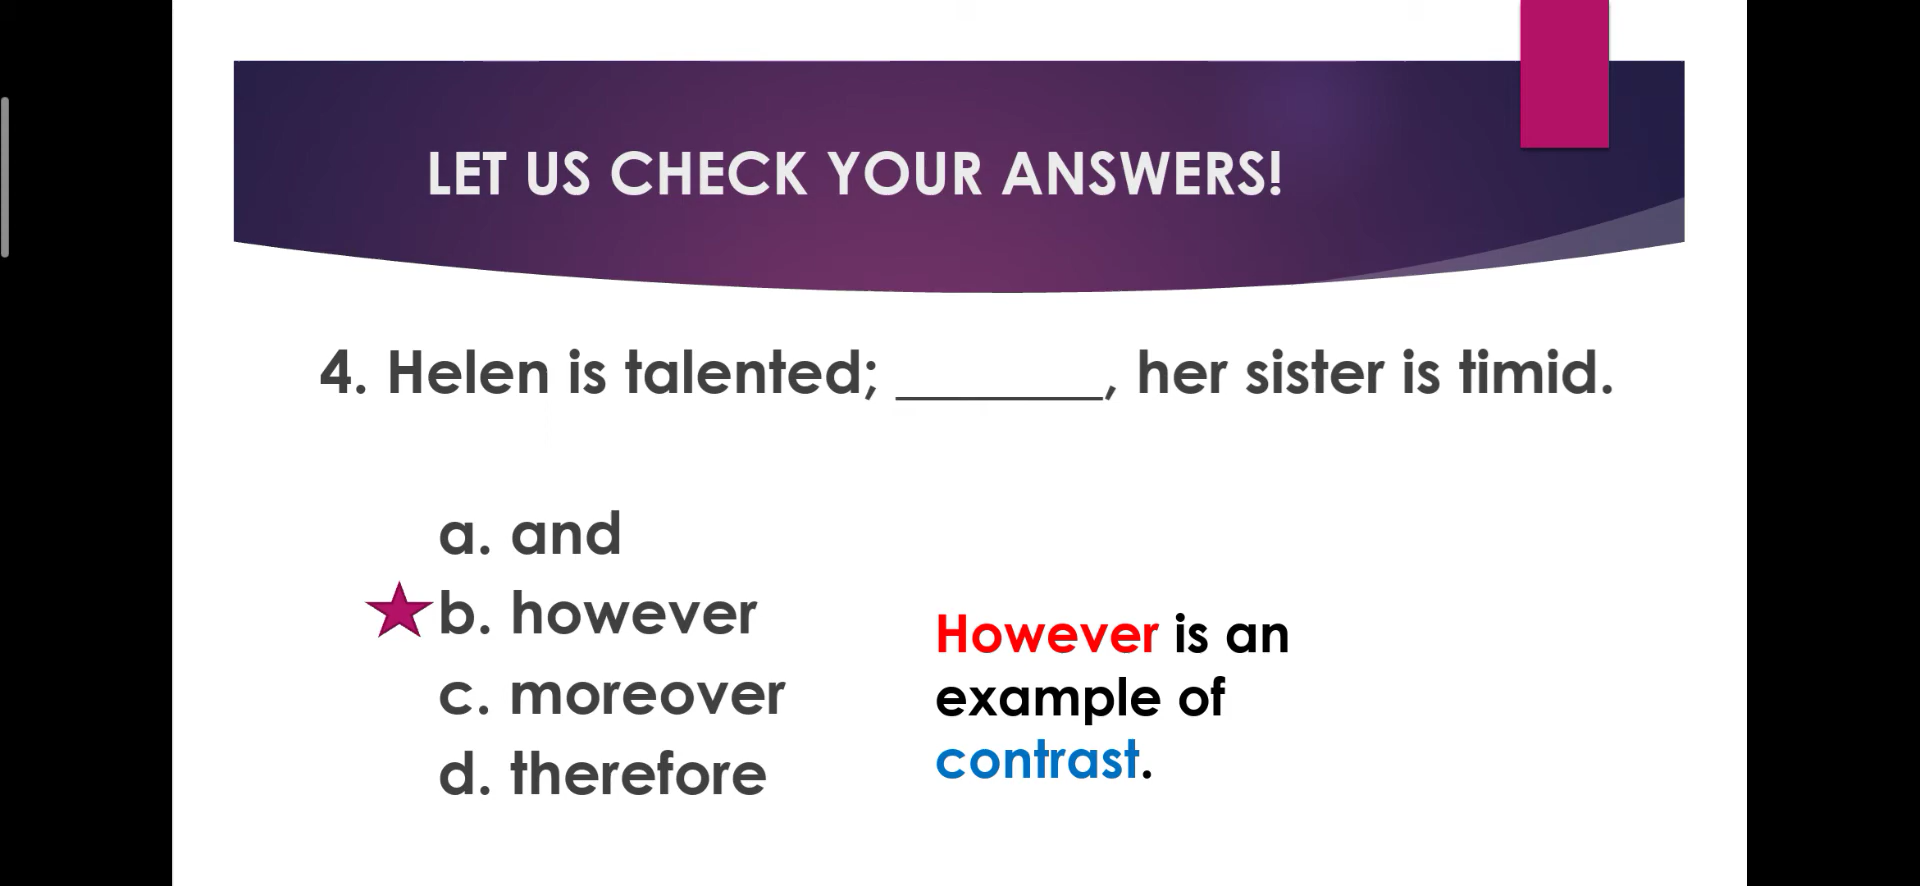 LET US CHECK YOUR ANSWERS!
4. Helen is talented; _______, her sister is timid.
a. and
b. however
c. moreover
d. therefore
However is an
example of
contrast.